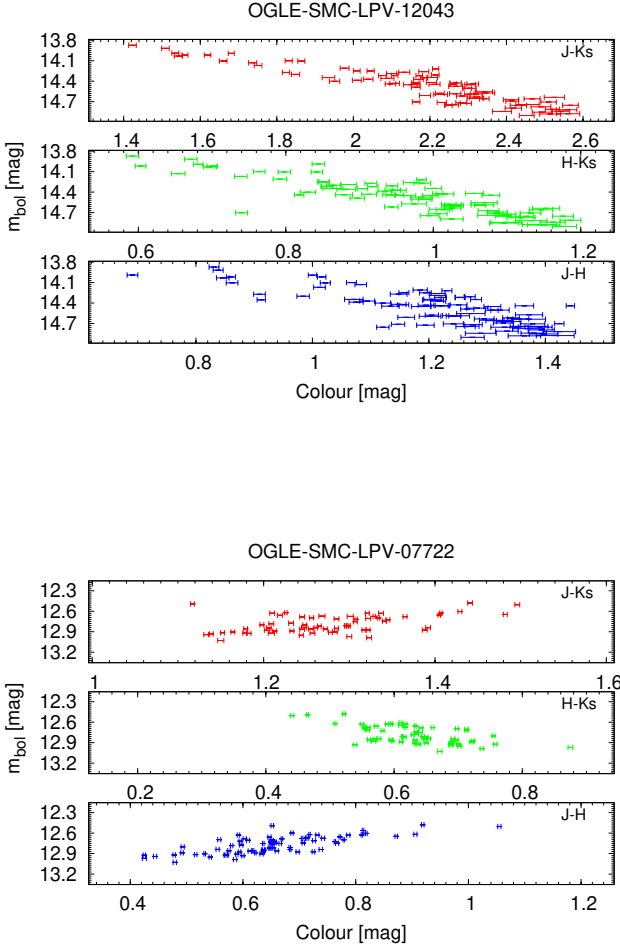 OGLE-SMC-LPV-12043
13.8
14.1
14.4
14.7
J-Ks
1.4 1.6 1.8 2 2.2 2.4 2.6
13.8
14.1
14.4
14.7
H-Ks
0.6 0.8 1 1.2
13.8
14.1
14.4
14.7
J-H
0.8 1 1.2 1.4
mbol [mag]
Colour [mag]
OGLE-SMC-LPV-07722
12.3
12.6
12.9
13.2
J-Ks
1 1.2 1.4 1.6
12.3
12.6
12.9
13.2
H-Ks
0.2 0.4 0.6 0.8
12.3
12.6
12.9
13.2
J-H
0.4 0.6 0.8 1 1.2
mbol [mag]
Colour [mag]